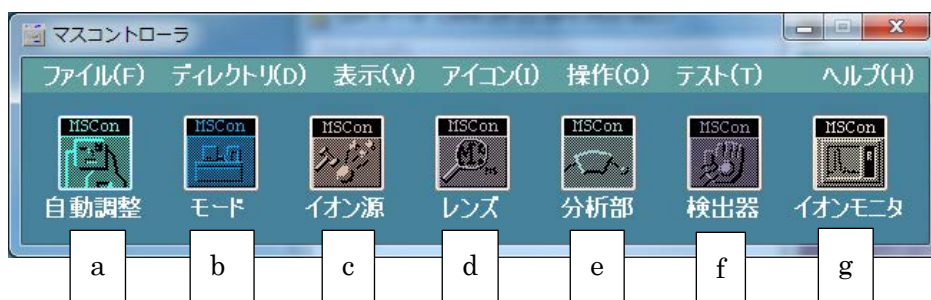 マスコントローラ
ファイル(F) ディレクトリ(D) 表示(V) アイコン(I) 操作(O) テスト(T) ヘルプ(H)
MSCon MSCon MSCon MSCon MSCon MSCon MSCon
自動調整 モード イオン源 レンズ 分析部 検出器 イオンモニタ
a b c d e f g